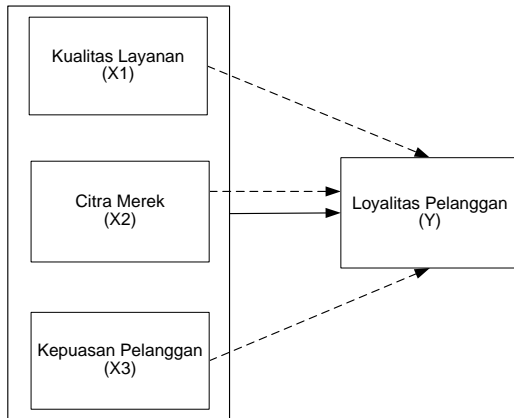 Kualitas Layanan
(X1)
Citra Merek
(X2)
Loyalitas Pelanggan
(Y)
Kepuasan Pelanggan
(X3)